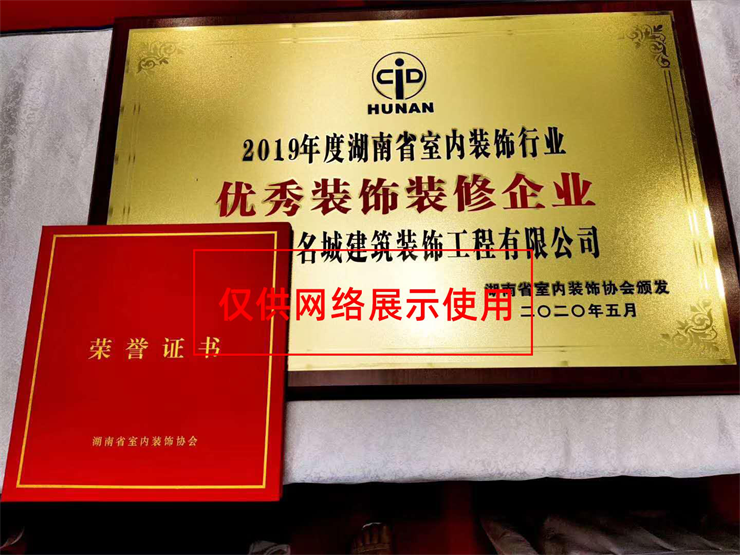 CID
HUNAN
2019年度湖南省室内装饰行业
优秀装饰装修企业
名城建筑装饰工程有限公司
湖南省室内装饰协会颁发
二〇二〇年五月
仅供网络展示使用
荣誉证书
湖南省室内装饰协会